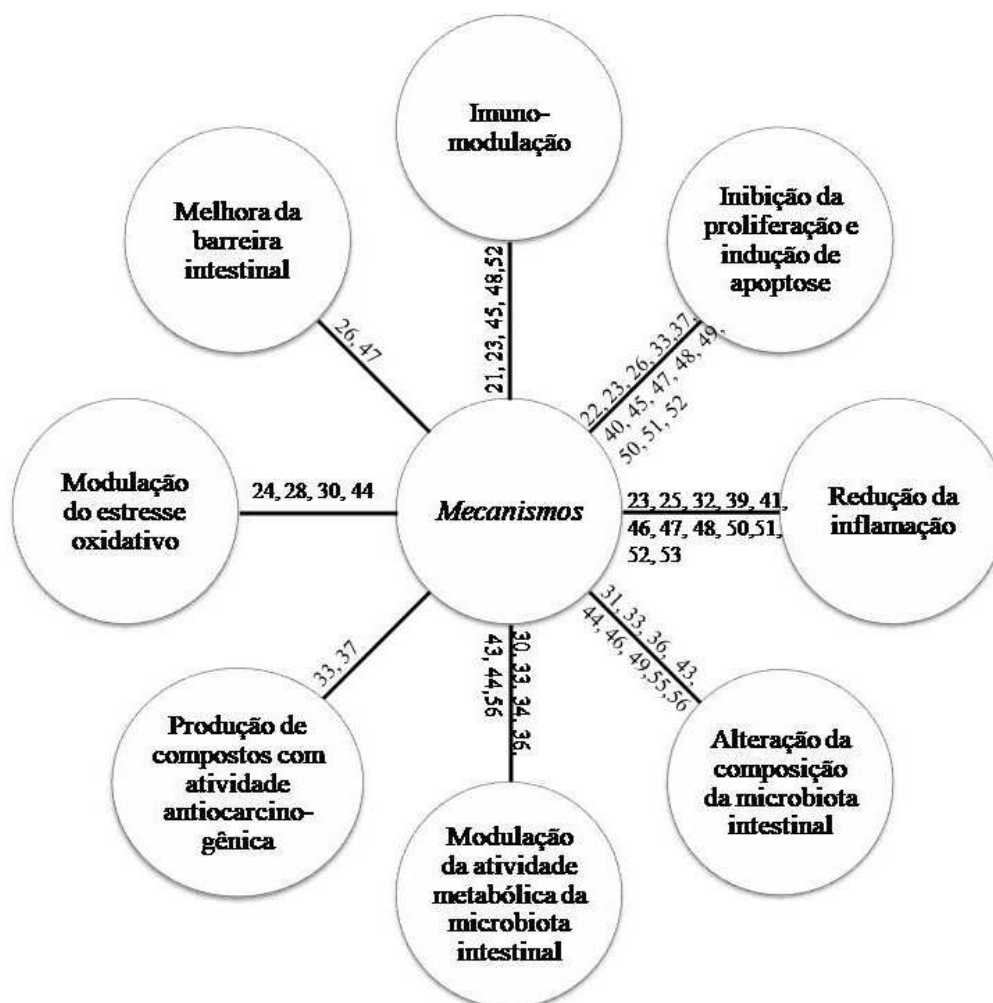 Imuno-
modulação
Melhora da
barreira
intestinal
Inibição da
proliferação e
indução de
apoptose
21, 23, 45, 48,52
26, 47
22, 23, 26, 33,37,
40, 45, 47, 48, 49,
50, 51, 52
Modulação
do estresse
oxidativo
24, 28, 30, 44
Mecanismos
23, 25, 32, 39, 41,
46, 47, 48, 50,51,
52, 53
Redução da
inflamação
33, 37
30, 33, 34, 36,
43, 44,56
31, 33, 36, 43,
44, 46, 49,55,56
Produção de
compostos com
atividade
antiocarcino-
gênica
Modulação
da atividade
metabólica da
microbiota
intestinal
Alteração da
composição
da microbiota
intestinal